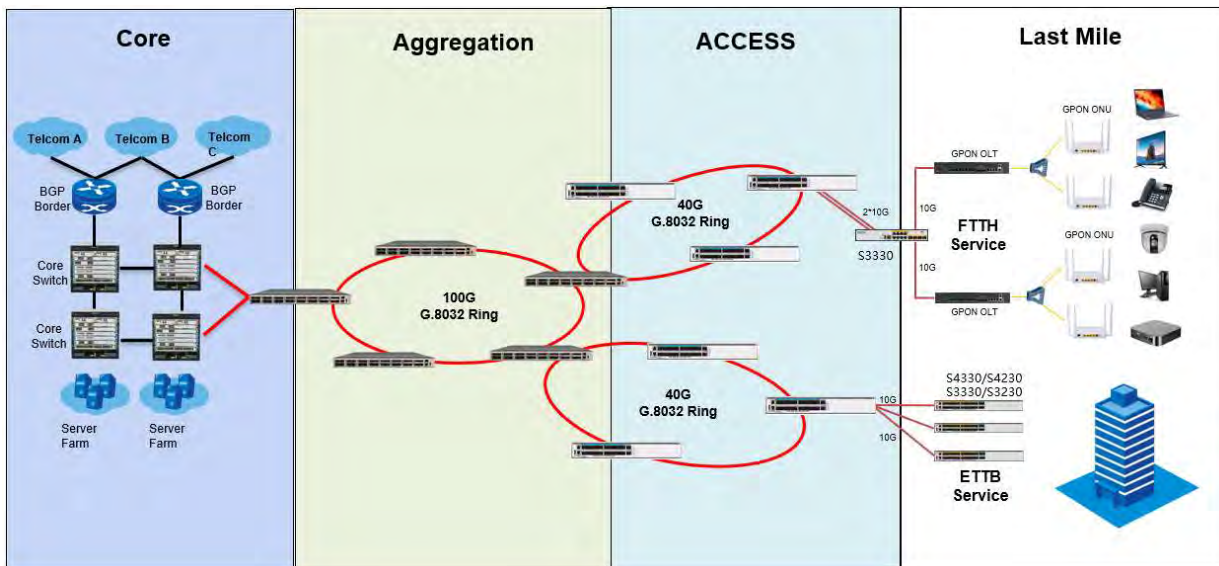 Core
Aggregation
ACCESS
Last Mile
Telcom A
Telcom B
Telcom
C
BGP
Border
BGP
Border
Core
Switch
Core
Switch
Server
Farm
Server
Farm
100G
G.8032 Ring
40G
G.8032 Ring
40G
G.8032 Ring
2*10G
S3330
10G
10G
GPON OLT
GPON ONU
FTTH
Service
GPON ONU
GPON OLT
S4330/S4230
S3330/S3230
10G
10G
ETTB
Service